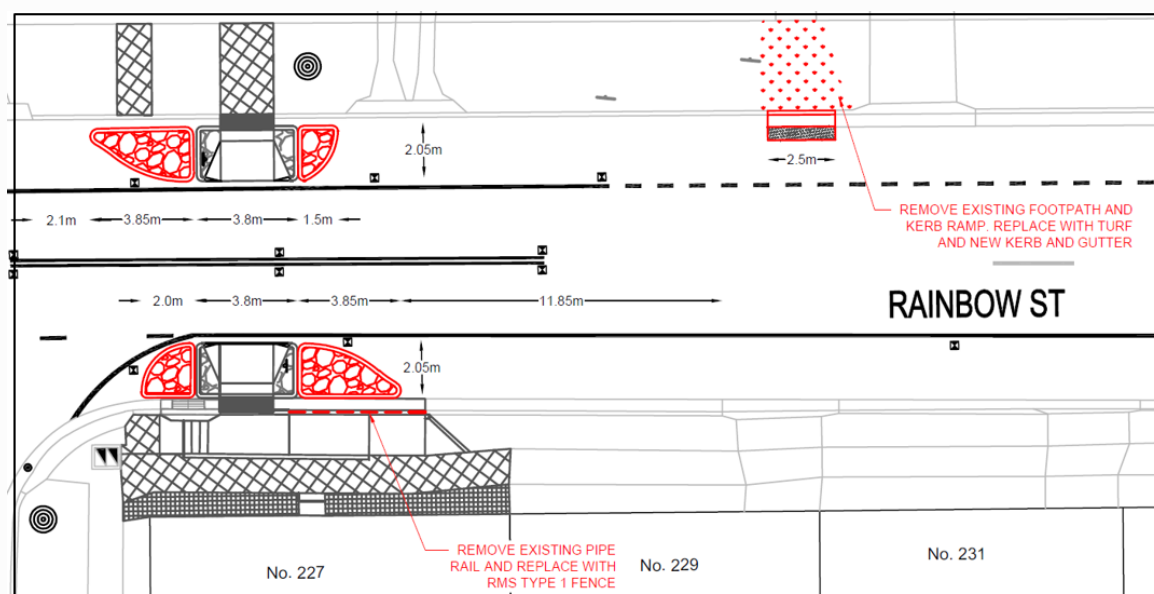 2.05m
2.5m
2.1m
3.85m
3.8m
1.5m
REMOVE EXISTING FOOTPATH AND
KERB RAMP. REPLACE WITH TURF
AND NEW KERB AND GUTTER
2.0m
3.8m
3.85m
11.85m
RAINBOW ST
2.05m
REMOVE EXISTING PIPE
RAIL AND REPLACE WITH
RMS TYPE 1 FENCE
No. 227
No. 229
No. 231